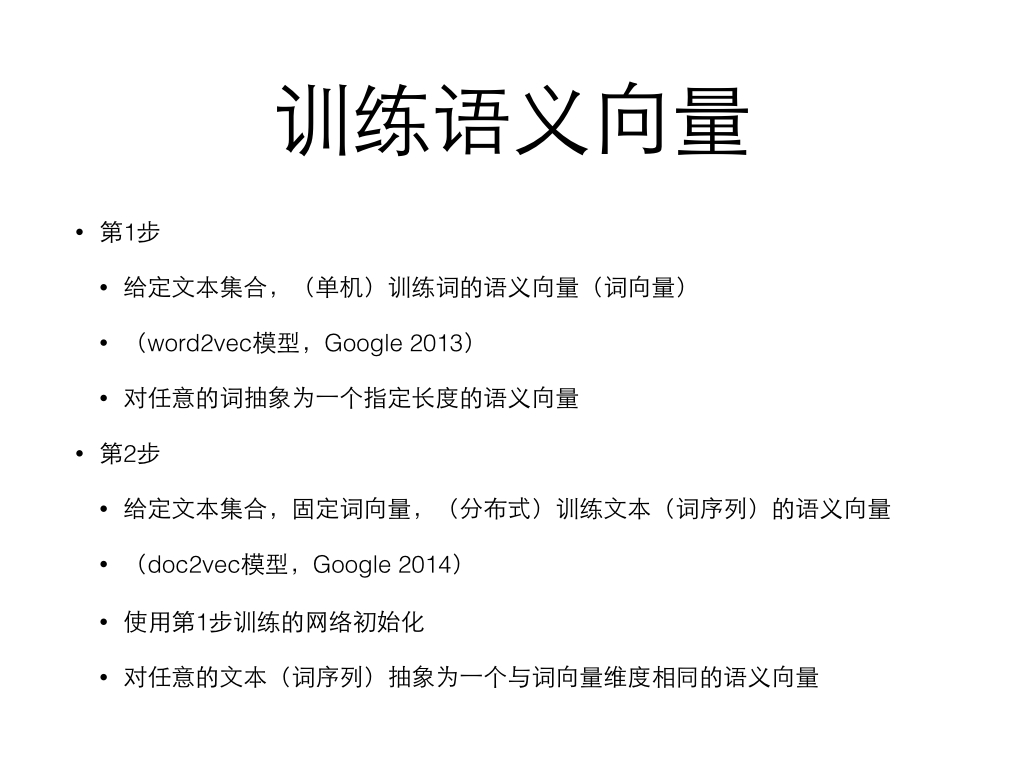 训练语义向量
• 第1步
• 给定文本集合，（单机）训练词的语义向量（词向量）
• （word2vec模型，Google 2013）
• 对任意的词抽象为一个指定长度的语义向量
• 第2步
• 给定文本集合，固定词向量，（分布式）训练文本（词序列）的语义向量
• （doc2vec模型，Google 2014）
• 使用第1步训练的网络初始化
• 对任意的文本（词序列）抽象为一个与词向量维度相同的语义向量